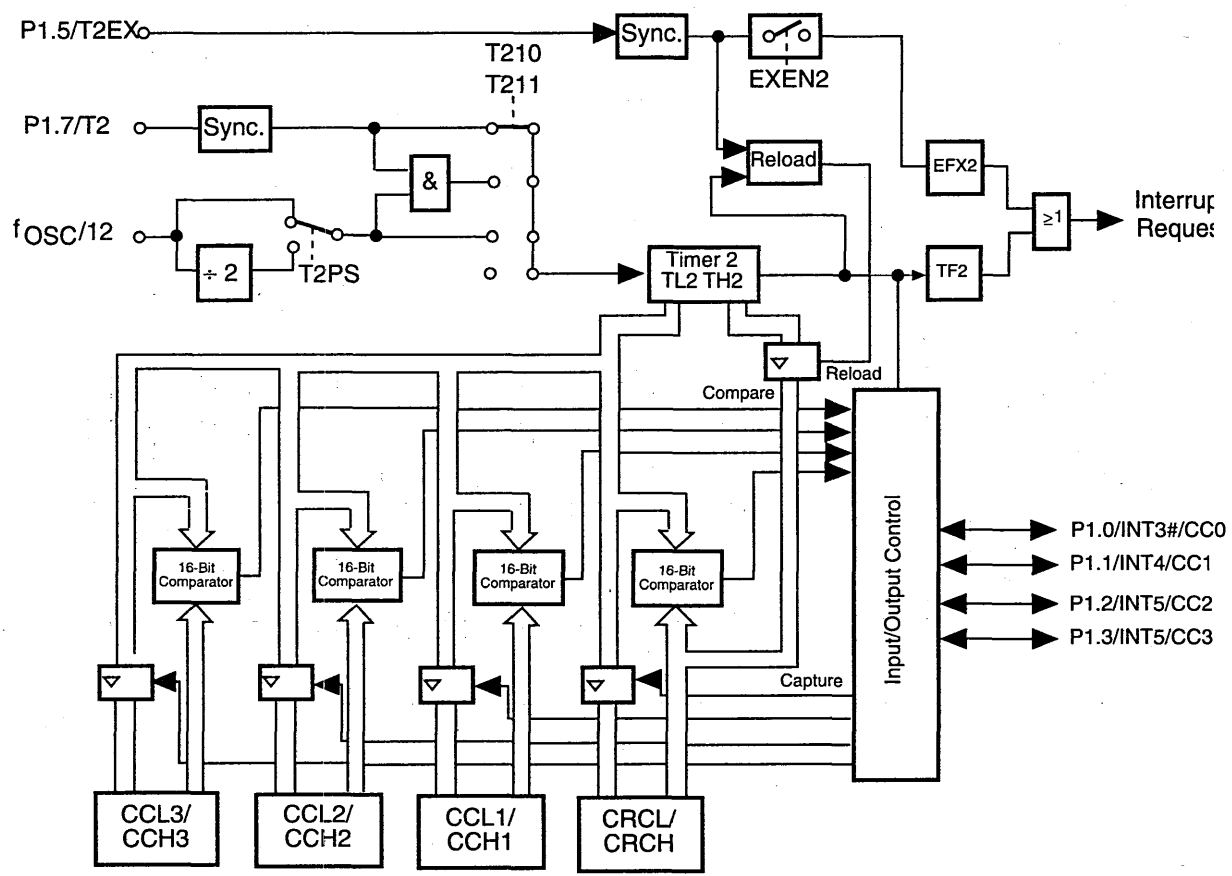 P1.5/T2EX
Sync.
EXEN2
T210
T211
P1.7/T2
Sync.
&
Reload
EFX2
≥1
Interrup
Reques
fOSC/12
÷ 2
T2PS
Timer 2
TL2 TH2
TF2
Reload
Compare
16-Bit
Comparator
16-Bit
Comparator
16-Bit
Comparator
16-Bit
Comparator
Input/Output Control
P1.0/INT3#/CC0
P1.1/INT4/CC1
P1.2/INT5/CC2
P1.3/INT5/CC3
Capture
CCL3/
CCH3
CCL2/
CCH2
CCL1/
CCH1
CRCL/
CRCH